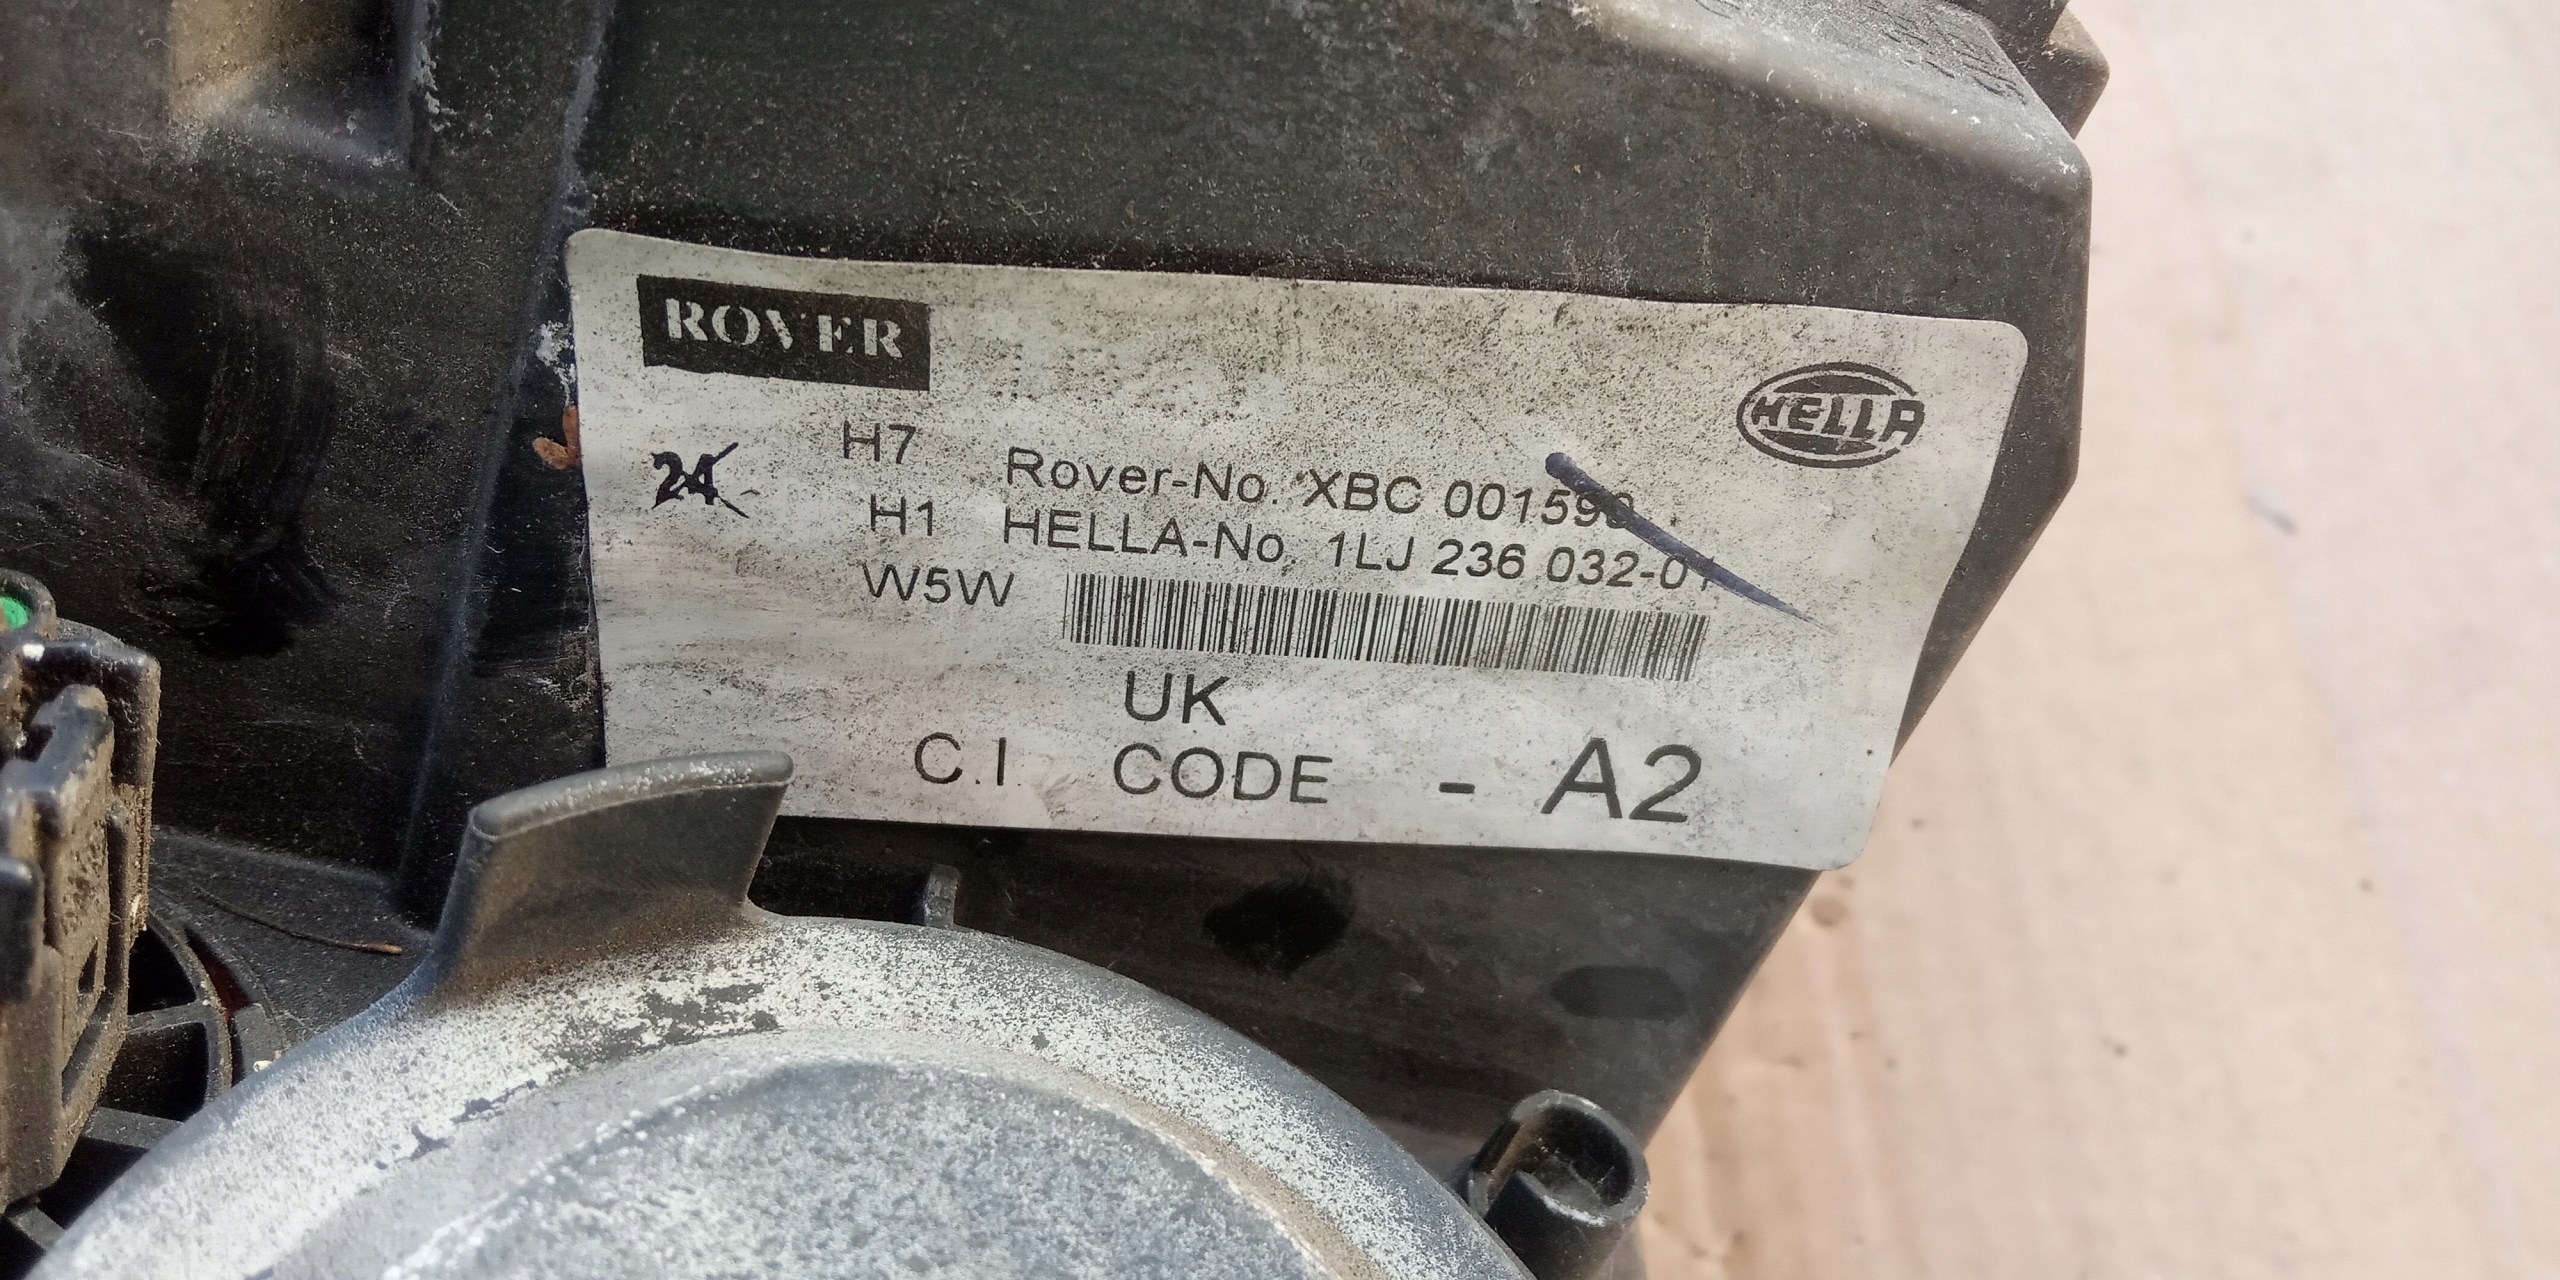 ROVER
HELLA
24
H7
Rover-No. XBC 001590
H1
HELLA-No. 1LJ 236 032-01
W5W
UK
C.I. CODE - A2